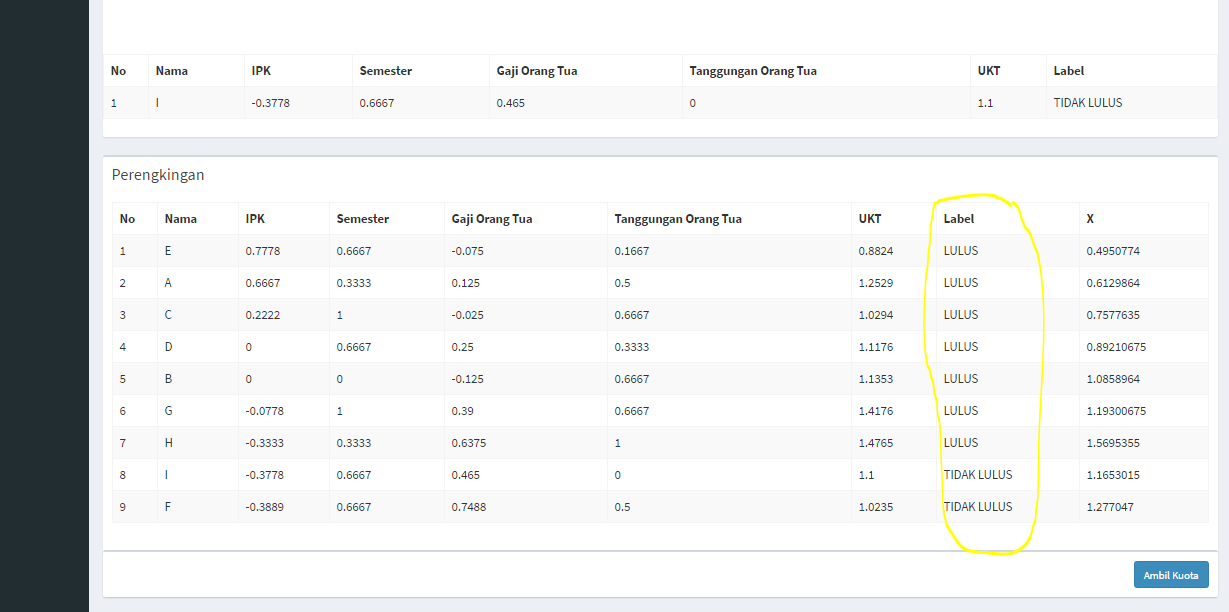 No Nama IPK Semester Gaji Orang Tua Tanggungan Orang Tua UKT Label
1 I -0.3778 0.6667 0.465 0 1.1 TIDAK LULUS
Perengkingan
No Nama IPK Semester Gaji Orang Tua Tanggungan Orang Tua UKT Label X
1 E 0.7778 0.6667 -0.075 0.1667 0.8824 LULUS 0.4950774
2 A 0.6667 0.3333 0.125 0.5 1.2529 LULUS 0.6129864
3 C 0.2222 1 -0.025 0.6667 1.0294 LULUS 0.7577635
4 D 0 0.6667 0.25 0.3333 1.1176 LULUS 0.89210675
5 B 0 0 -0.125 0.6667 1.1353 LULUS 1.0858964
6 G -0.0778 1 0.39 0.6667 1.4176 LULUS 1.19300675
7 H -0.3333 0.3333 0.6375 1 1.4765 LULUS 1.5695355
8 I -0.3778 0.6667 0.465 0 1.1 TIDAK LULUS 1.1653015
9 F -0.3889 0.6667 0.7488 0.5 1.0235 TIDAK LULUS 1.277047
Ambil Kuota